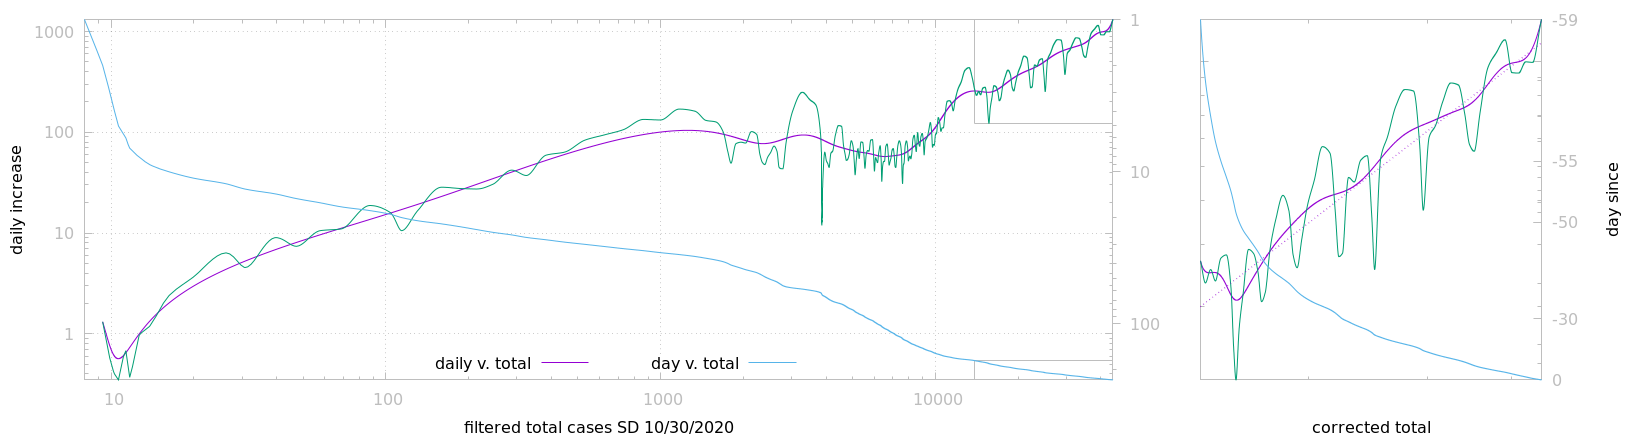 1000
100
10
1
daily increase
10
100
1000
10000
filtered total cases SD 10/30/2020
daily v. total
day v. total
1
10
100
-59
-55
-50
-30
0
day since
corrected total